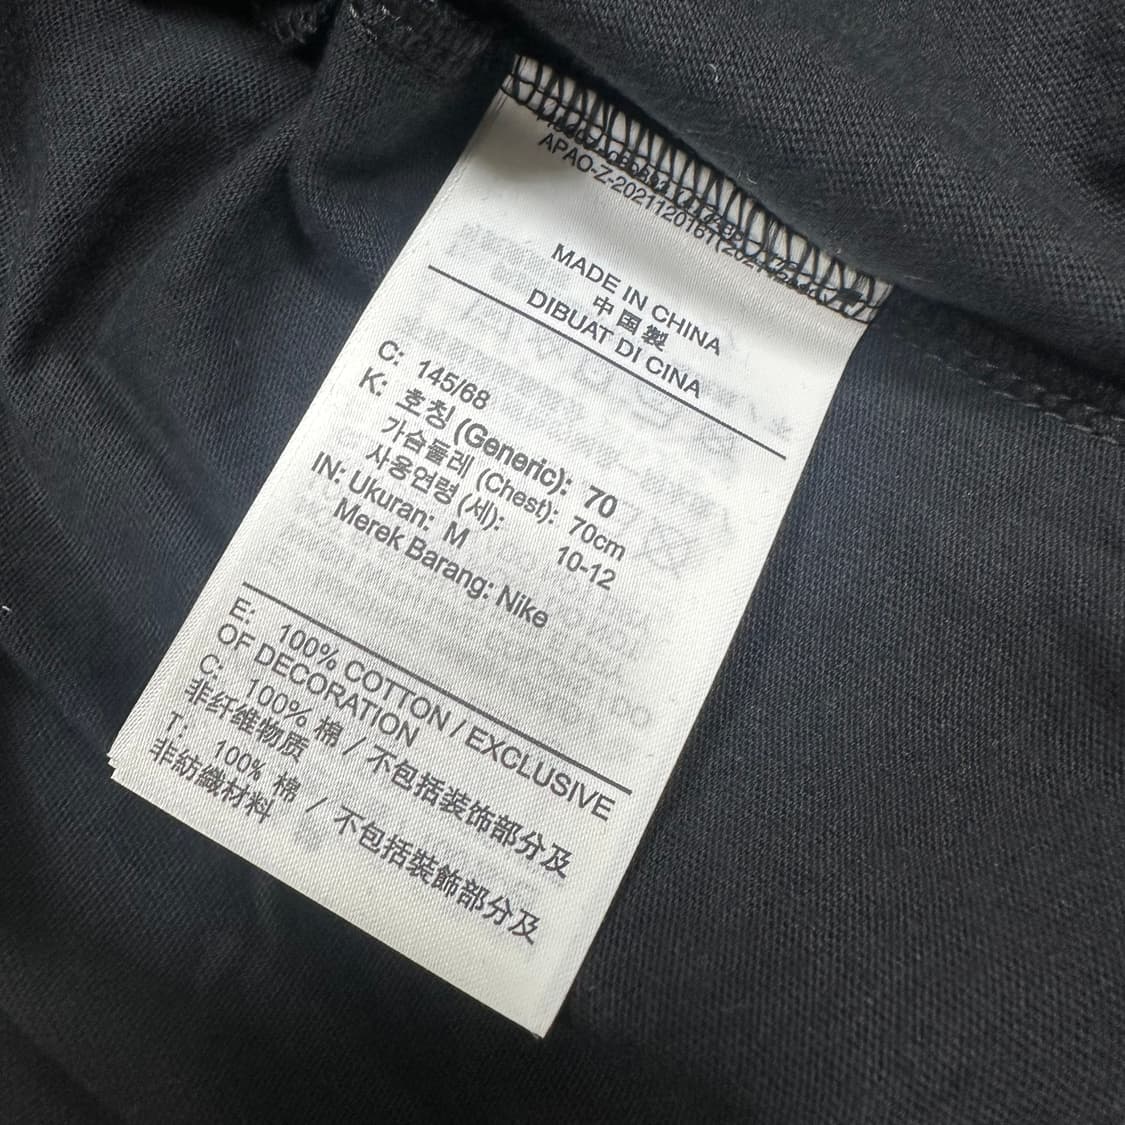 APAO-Z-20211201
MADE IN CHINA
中国製
DIBUAT DI CINA
C: 145/68
K: 호칭 (Generic): 70
가슴둘레 (Chest): 70cm
사용연령 (세): 10-12
IN: Ukuran: M
Merek Barang: Nike
E: 100% COTTON / EXCLUSIVE
OF DECORATION
C: 100% 棉 / 不包括装饰部分及
非纤维物质
T: 100% 棉 / 不包括裝飾部分及
非紡織材料